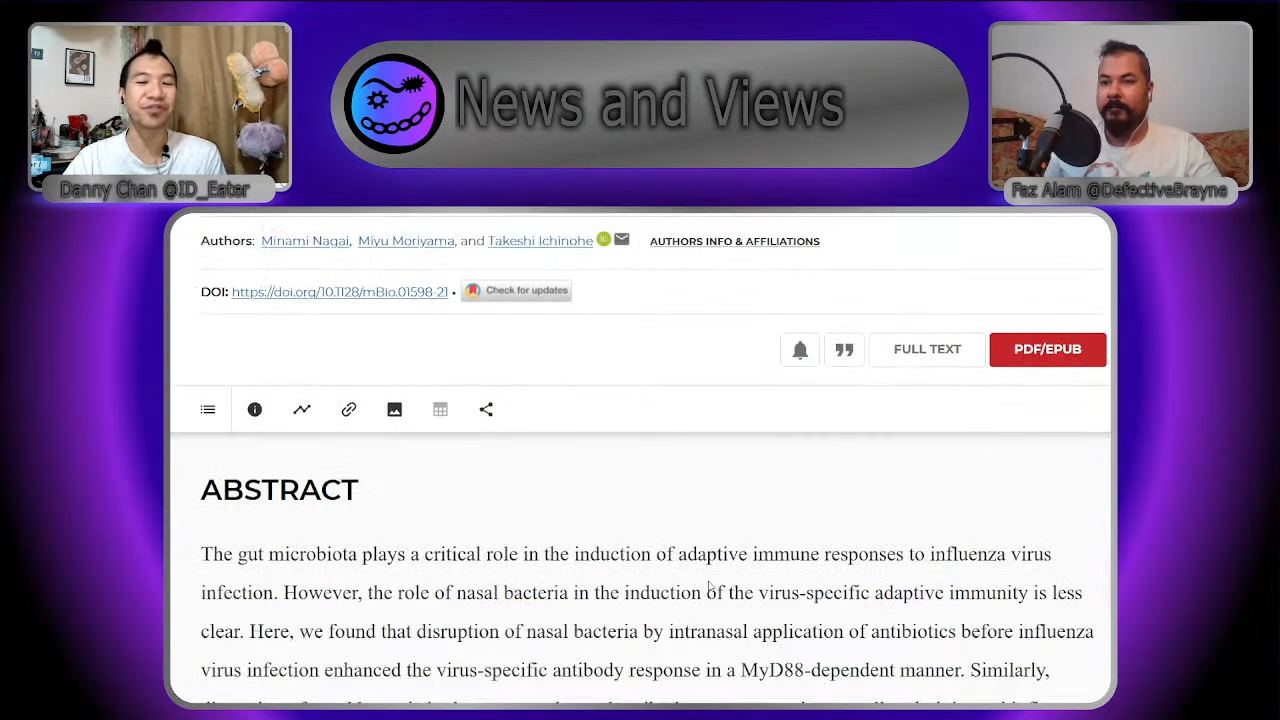 News and Views
Danny Chan @ID_Eater
Faz Alam @DefectiveBrayne
Authors: Minami Nagai, Miyu Moriyama, and Takeshi Ichinohe iD AUTHORS INFO & AFFILIATIONS
DOI: https://doi.org/10.1128/mBio.01598-21 • Check for updates
FULL TEXT PDF/EPUB
ABSTRACT
The gut microbiota plays a critical role in the induction of adaptive immune responses to influenza virus
infection. However, the role of nasal bacteria in the induction of the virus-specific adaptive immunity is less
clear. Here, we found that disruption of nasal bacteria by intranasal application of antibiotics before influenza
virus infection enhanced the virus-specific antibody response in a MyD88-dependent manner. Similarly,